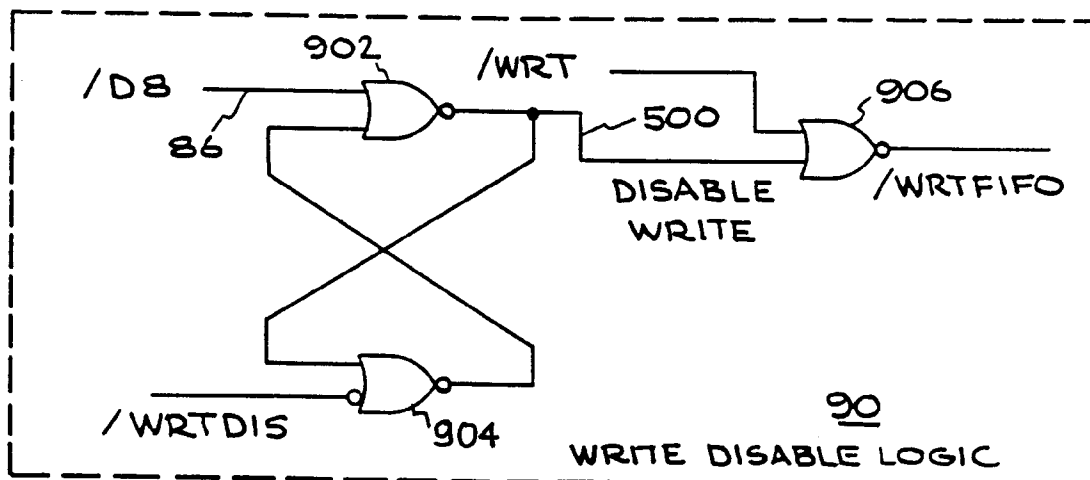 902
/WRT
/D8
906
500
86
DISABLE
WRITE
/WRTFIFO
/WRTDIS
904
90
WRITE DISABLE LOGIC